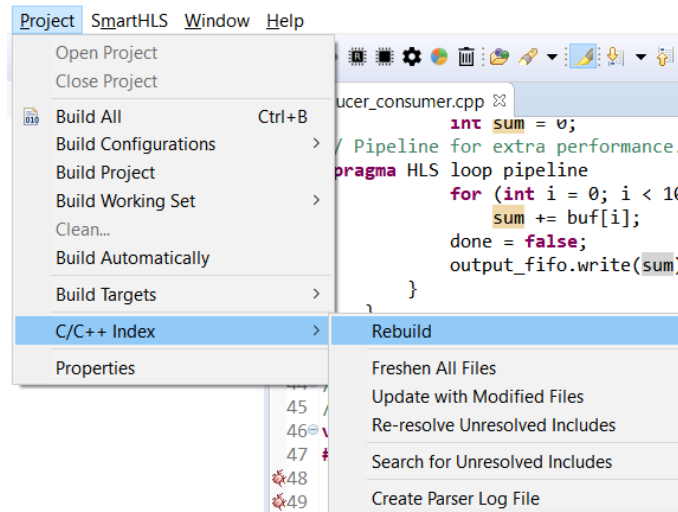 Project SmartHLS Window Help
Open Project
Close Project
Build All Ctrl+B
Build Configurations
Build Project
Build Working Set
Clean...
Build Automatically
Build Targets
C/C++ Index
Properties
Rebuild
Freshen All Files
Update with Modified Files
Re-resolve Unresolved Includes
Search for Unresolved Includes
Create Parser Log File
ucer_consumer.cpp
int sum = 0;
/ Pipeline for extra performance.
pragma HLS loop pipeline
for (int i = 0; i < 10
sum += buf[i];
done = false;
output_fifo.write(sum)
}
}
44 /
45 /
46 v
47 #
48
49